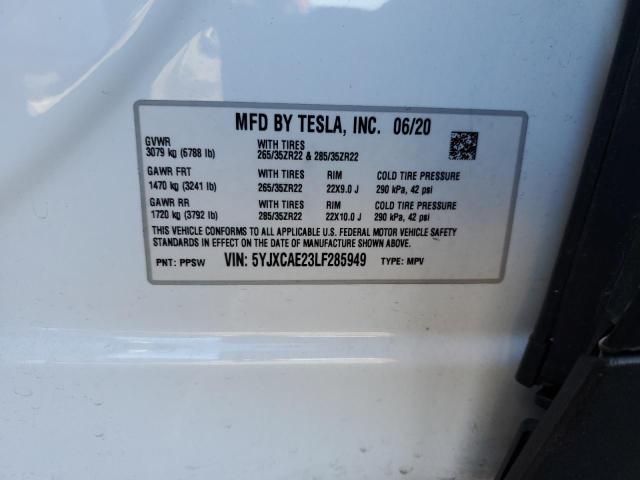 MFD BY TESLA, INC. 06/20
GVWR WITH TIRES
3079 kg (6788 lb) 265/35ZR22 & 285/35ZR22
GAWR FRT WITH TIRES RIM COLD TIRE PRESSURE
1470 kg (3241 lb) 265/35ZR22 22X9.0 J 290 kPa, 42 psi
GAWR RR WITH TIRES RIM COLD TIRE PRESSURE
1720 kg (3792 lb) 285/35ZR22 22X10.0 J 290 kPa, 42 psi
THIS VEHICLE CONFORMS TO ALL APPLICABLE U.S. FEDERAL MOTOR VEHICLE SAFETY
STANDARDS IN EFFECT ON THE DATE OF MANUFACTURE SHOWN ABOVE.
PNT: PPSW VIN: 5YJXCAE23LF285949 TYPE: MPV